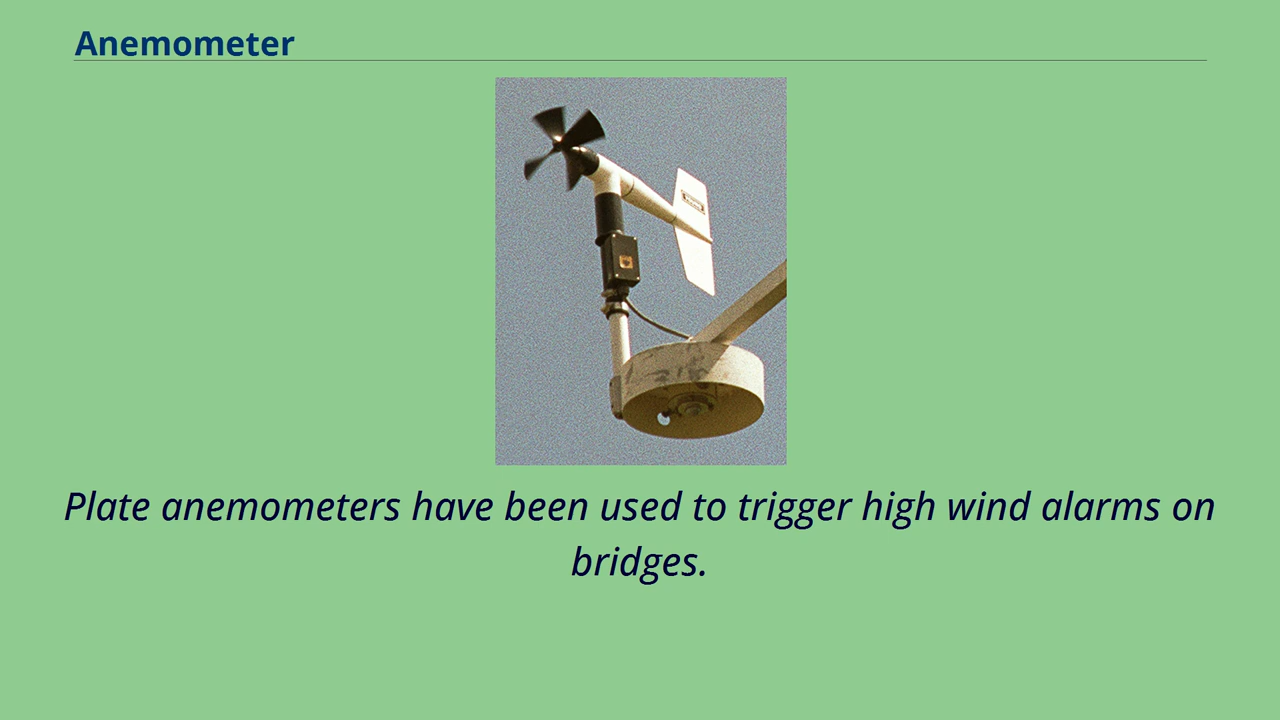 Anemometer
Plate anemometers have been used to trigger high wind alarms on
bridges.